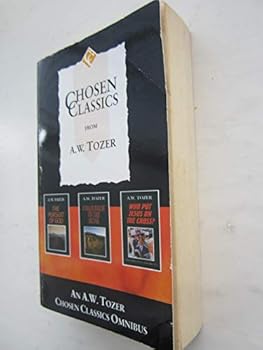 CHOSEN
CLASSICS
FROM
A.W. TOZER
A.W. TOZER
THE
PURSUIT
OF GOD
A.W. TOZER
A.W. TOZER
WHO PUT
JESUS ON
THE CROSS?
AN A.W. TOZER
CHOSEN CLASSICS OMNIBUS